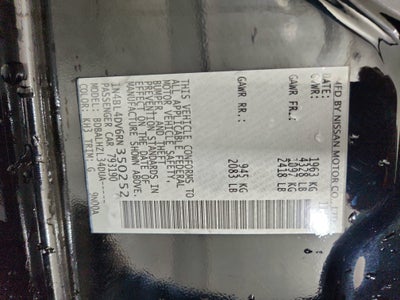 MFD BY NISSAN MOTOR CO., LTD.
DATE:
GVWR: 1963 KG
4328 LB
GAWR FR.: 1097 KG
2418 LB
GAWR RR.: 945 KG
2083 LB
THIS VEHICLE CONFORMS TO
ALL APPLICABLE FEDERAL
MOTOR VEHICLE SAFETY,
BUMPER, AND THEFT
PREVENTION STANDARDS IN
EFFECT ON THE DATE OF
MANUFACTURE SHOWN ABOVE.
1N4BL4DV6RN350252
PASSENGER CAR
MODEL:
COLOR: KH3 TRIM: G